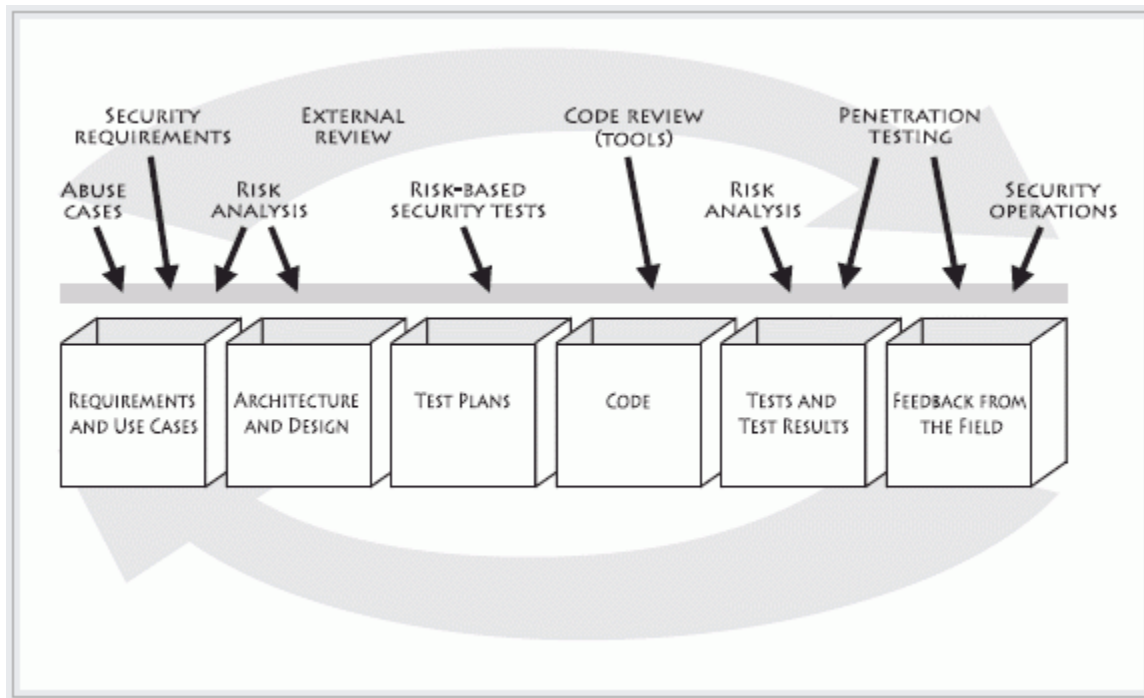 SECURITY
REQUIREMENTS
EXTERNAL
REVIEW
CODE REVIEW
(TOOLS)
PENETRATION
TESTING
ABUSE
CASES
RISK
ANALYSIS
RISK-BASED
SECURITY TESTS
RISK
ANALYSIS
SECURITY
OPERATIONS
REQUIREMENTS
AND USE CASES
ARCHITECTURE
AND DESIGN
TEST PLANS
CODE
TESTS AND
TEST RESULTS
FEEDBACK FROM
THE FIELD